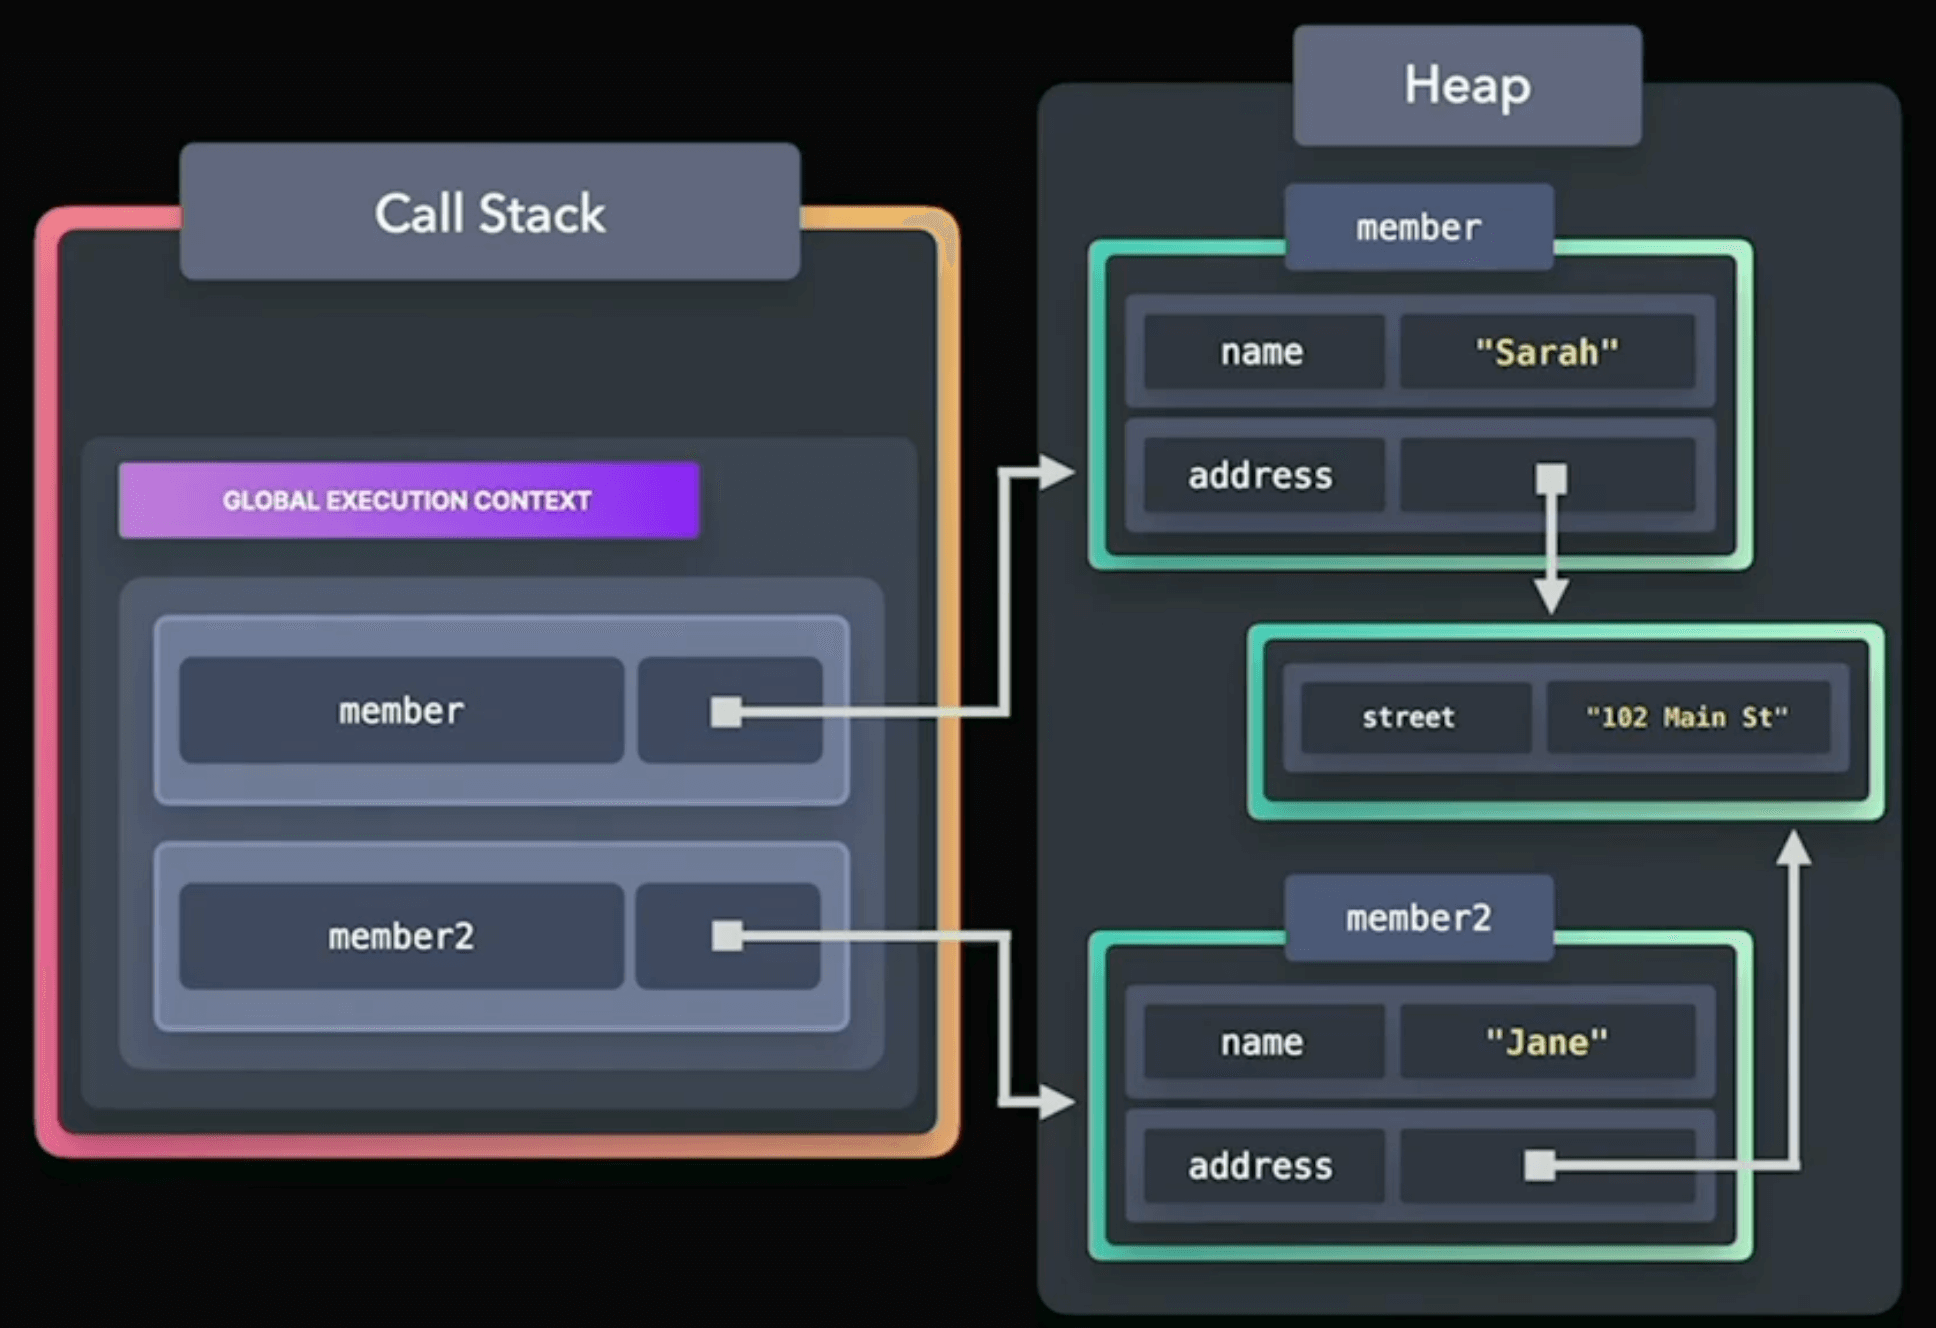 Call Stack
GLOBAL EXECUTION CONTEXT
member
member2
Heap
member
name "Sarah"
address
street "102 Main St"
member2
name "Jane"
address